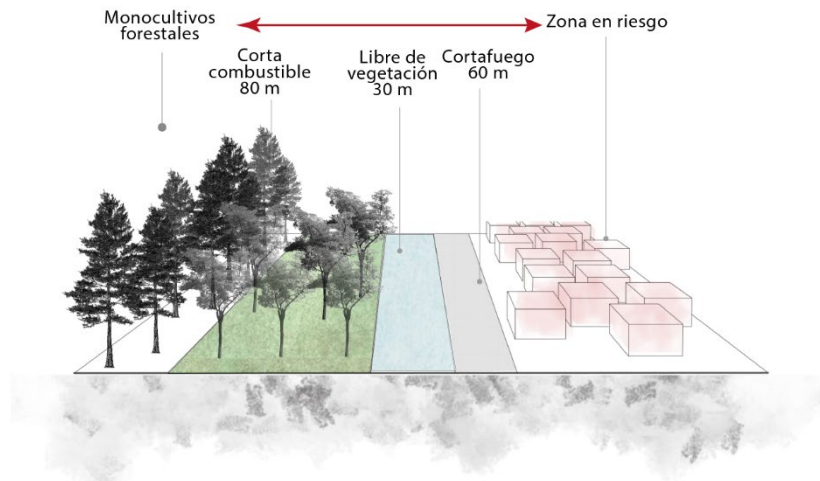 Monocultivos
forestales
Corta
combustible
80 m
Libre de
vegetación
30 m
Cortafuego
60 m
Zona en riesgo